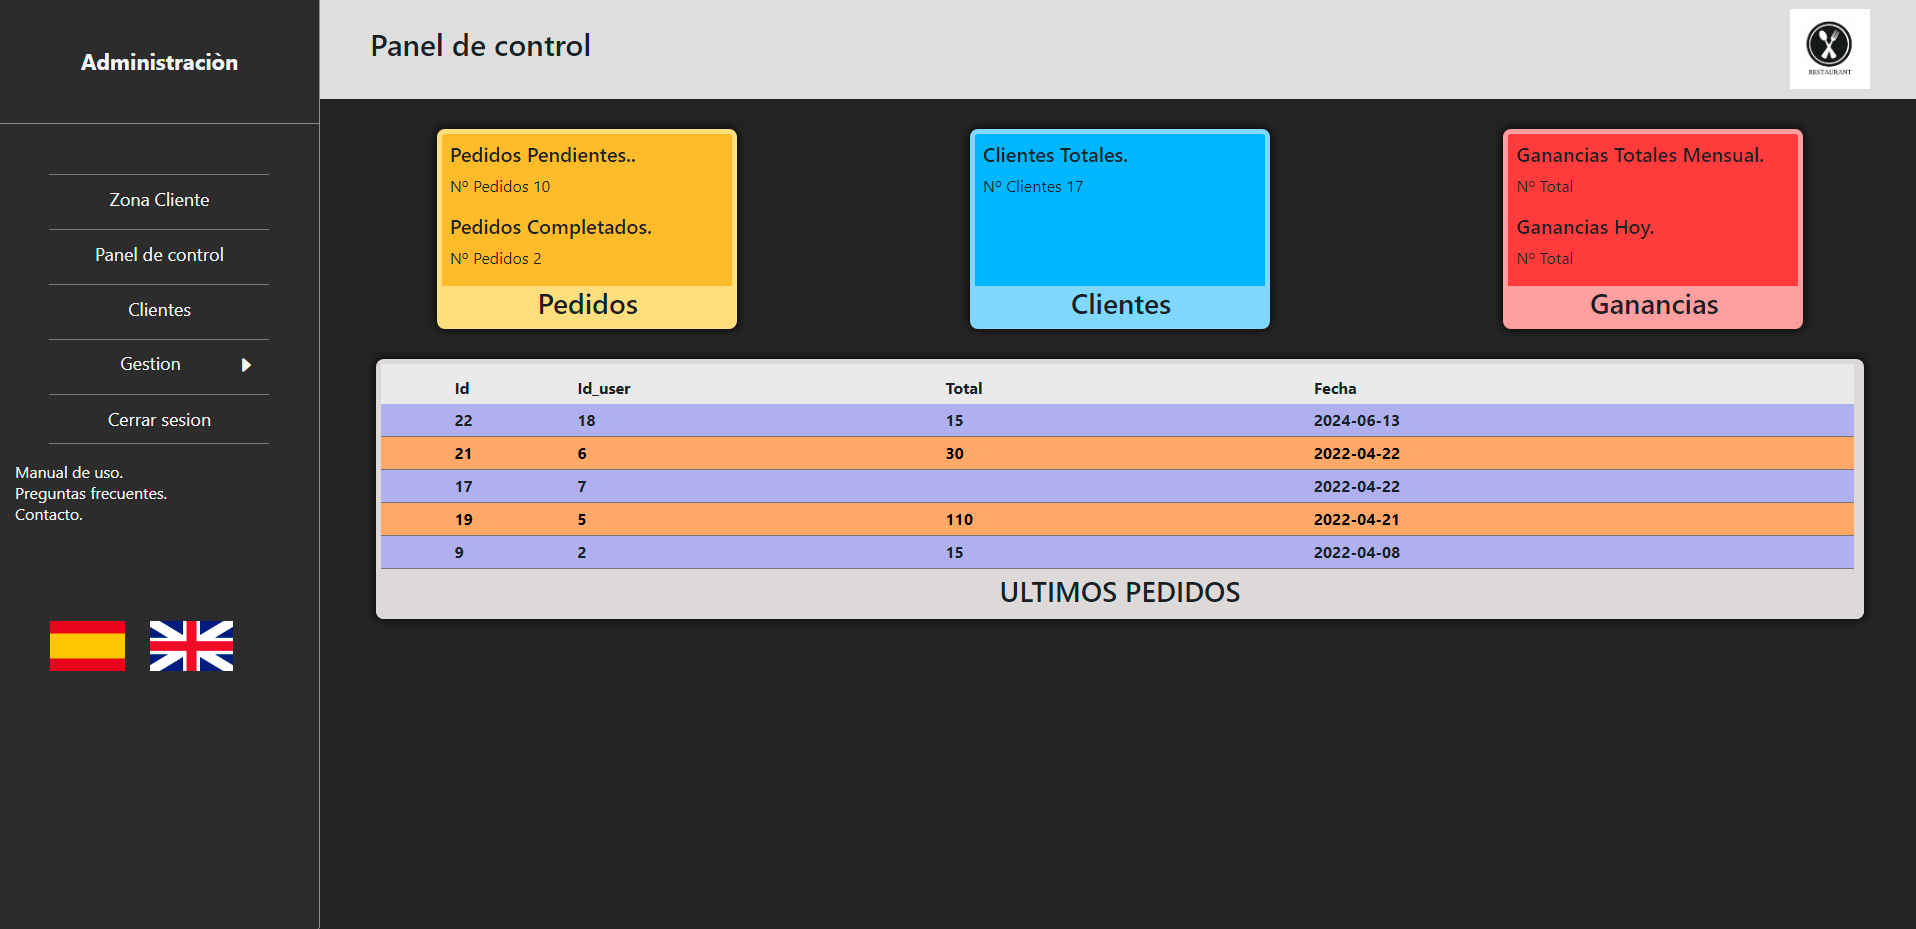 Administraciòn
Zona Cliente
Panel de control
Clientes
Gestion
Cerrar sesion
Manual de uso.
Preguntas frecuentes.
Contacto.
Panel de control
RESTAURANT
Pedidos Pendientes..
Nº Pedidos 10
Pedidos Completados.
Nº Pedidos 2
Pedidos
Clientes Totales.
Nº Clientes 17
Clientes
Ganancias Totales Mensual.
Nº Total
Ganancias Hoy.
Nº Total
Ganancias
Id Id_user Total Fecha
22 18 15 2024-06-13
21 6 30 2022-04-22
17 7 2022-04-22
19 5 110 2022-04-21
9 2 15 2022-04-08
ULTIMOS PEDIDOS